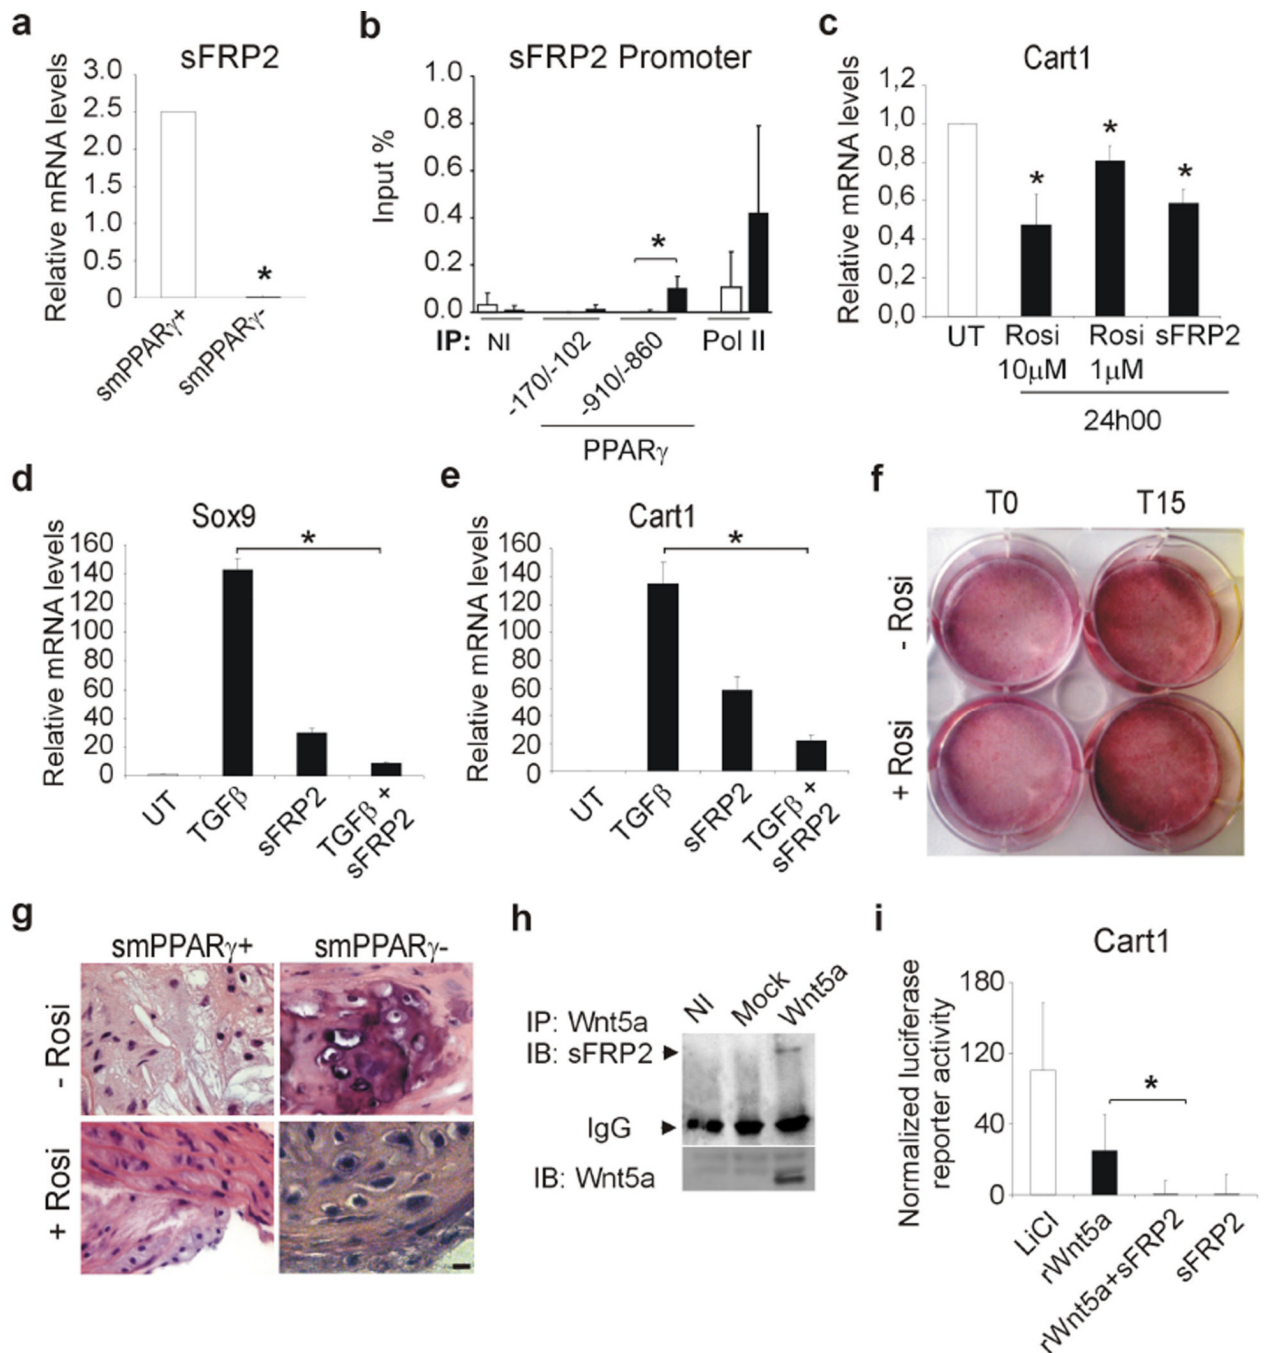 a
sFRP2
Relative mRNA levels
3.0
2.5
2.0
1.5
1.0
0.5
0
*
smPPARγ+
smPPARγ-
b
sFRP2 Promoter
Input %
1.0
0.8
0.6
0.4
0.2
0.0
*
IP: NI
-170/-102
-910/-860
Pol II
PPARγ
c
Cart1
Relative mRNA levels
1,2
1,0
0,8
0,6
0,4
0,2
0,0
* * *
UT Rosi Rosi sFRP2
10µM 1µM
24h00
d
Sox9
Relative mRNA levels
160
140
120
100
80
60
40
20
0
*
UT
TGFβ
sFRP2
TGFβ +
sFRP2
e
Cart1
Relative mRNA levels
160
140
120
100
80
60
40
20
0
*
UT
TGFβ
sFRP2
TGFβ +
sFRP2
f
T0 T15
- Rosi
+ Rosi
g
smPPARγ+ smPPARγ-
- Rosi
+ Rosi
h
NI Mock Wnt5a
IP: Wnt5a
IB: sFRP2
IgG
IB: Wnt5a
i
Cart1
Normalized luciferase
reporter activity
180
120
40
0
*
LiCl
rWnt5a
rWnt5a+sFRP2
sFRP2